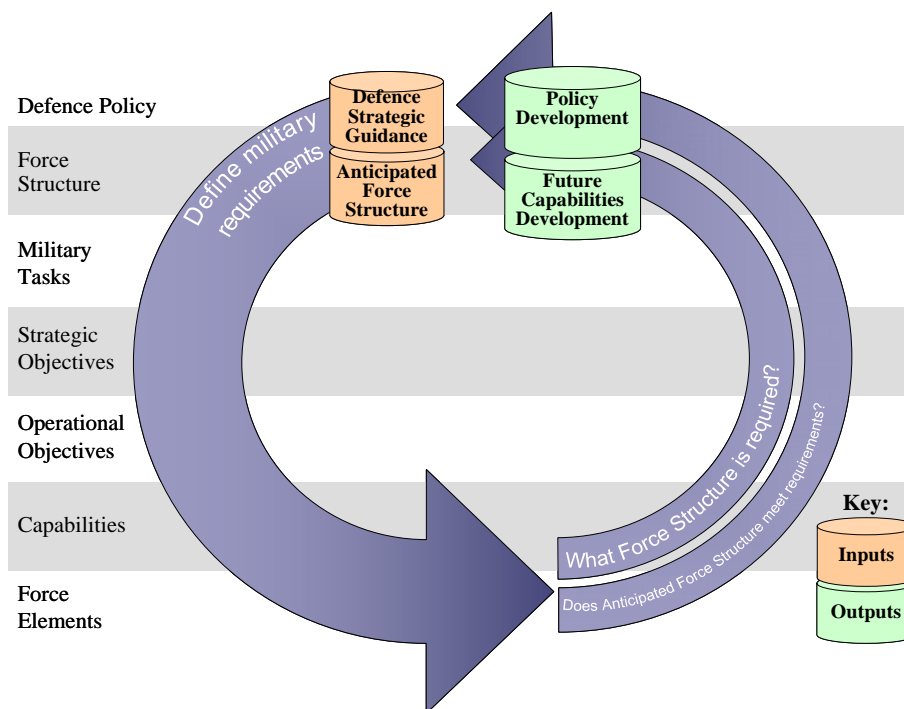 Defence Policy
Force
Structure
Military
Tasks
Strategic
Objectives
Operational
Objectives
Capabilities
Force
Elements
Define military
requirements
Defence
Strategic
Guidance
Anticipated
Force
Structure
Policy
Development
Future
Capabilities
Development
What Force Structure is required?
Does Anticipated Force Structure meet requirements?
Key:
Inputs
Outputs